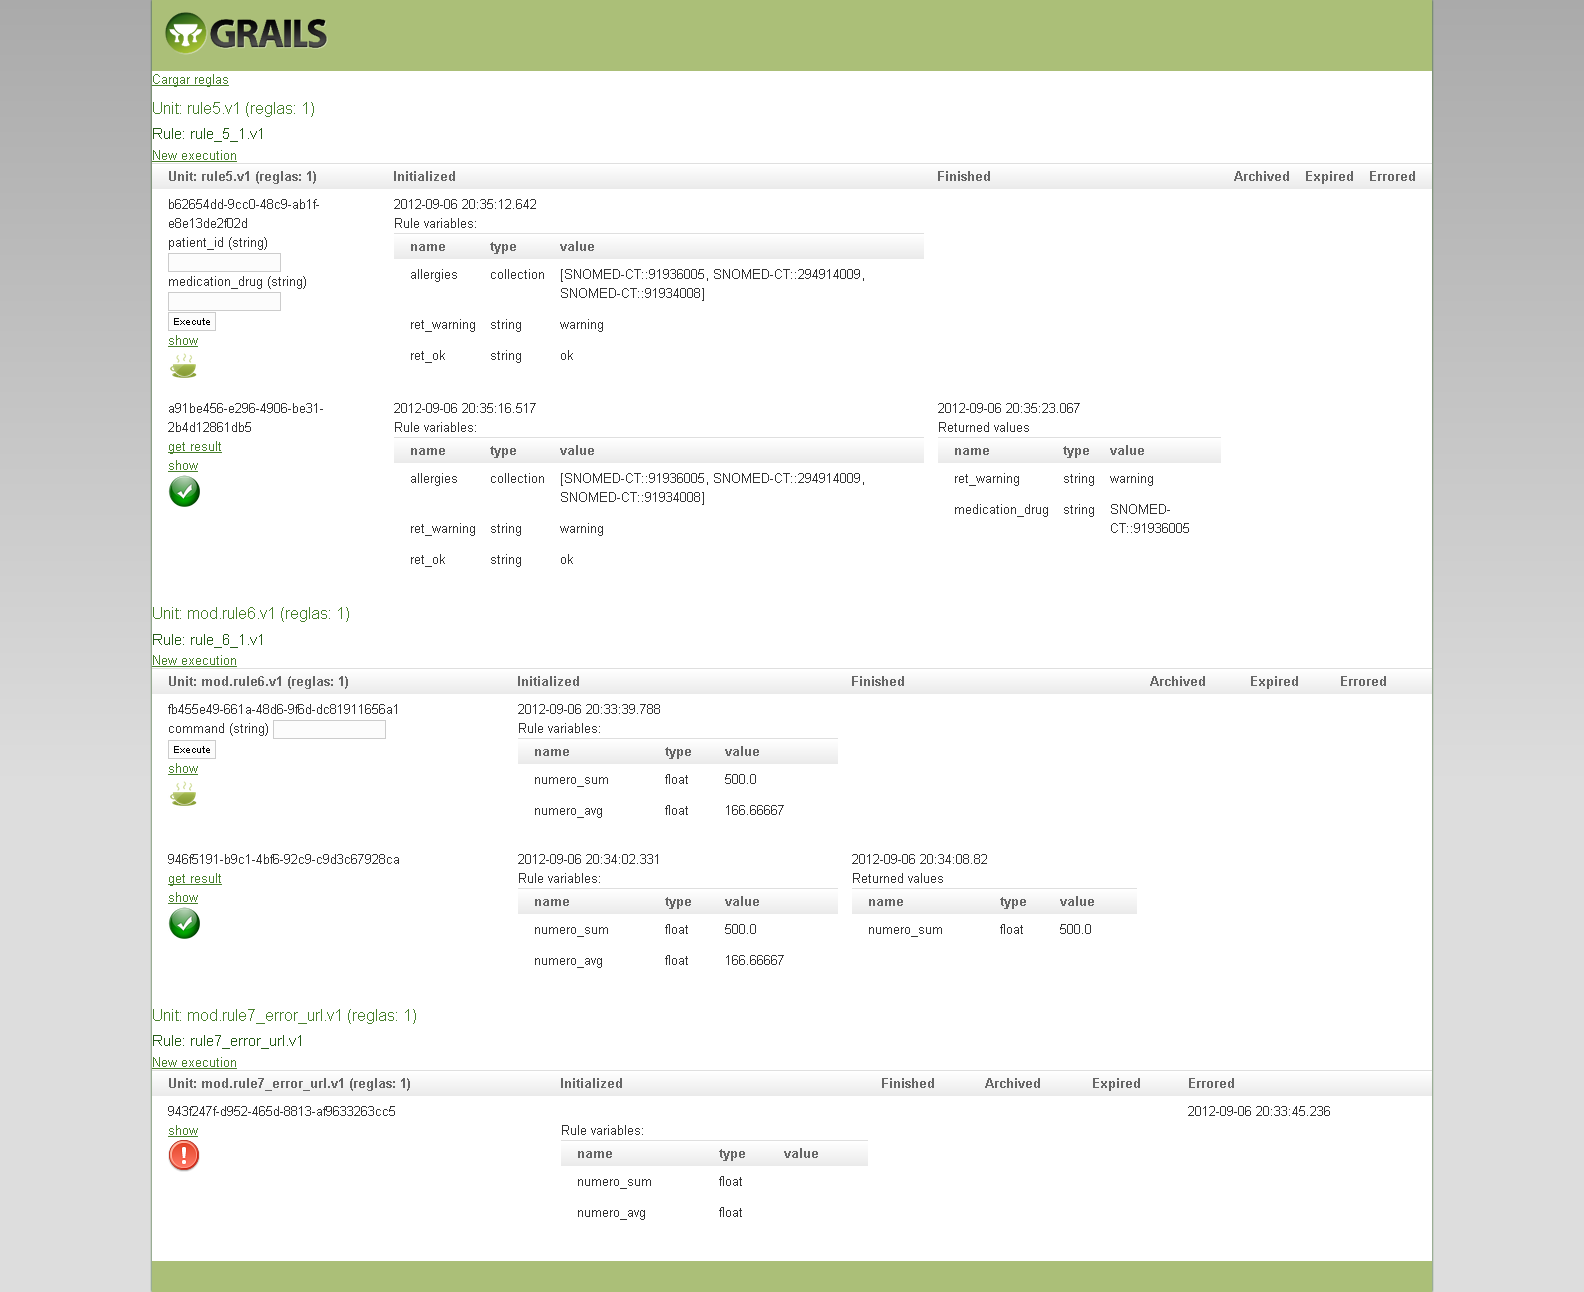 GRAILS
Cargar reglas
Unit: rule5.v1 (reglas: 1)
Rule: rule_5_1.v1
New execution
Unit: rule5.v1 (reglas: 1) Initialized Finished Archived Expired Errored
b62654dd-9cc0-48c9-ab1f-
e8e13de2f02d
patient_id (string)
medication_drug (string)
Execute
show
2012-09-06 20:35:12.642
Rule variables:
name type value
allergies collection [SNOMED-CT::91936005, SNOMED-CT::294914009,
SNOMED-CT::91934008]
ret_warning string warning
ret_ok string ok
a91be456-e296-4906-be31-
2b4d12861db5
get result
show
2012-09-06 20:35:16.517
Rule variables:
name type value
allergies collection [SNOMED-CT::91936005, SNOMED-CT::294914009,
SNOMED-CT::91934008]
ret_warning string warning
ret_ok string ok
2012-09-06 20:35:23.067
Returned values
name type value
ret_warning string warning
medication_drug string SNOMED-
CT::91936005
Unit: mod.rule6.v1 (reglas: 1)
Rule: rule_6_1.v1
New execution
Unit: mod.rule6.v1 (reglas: 1) Initialized Finished Archived Expired Errored
fb455e49-661a-48d6-9f6d-dc81911656a1
command (string)
Execute
show
2012-09-06 20:33:39.788
Rule variables:
name type value
numero_sum float 500.0
numero_avg float 166.66667
946f5191-b9c1-4bf6-92c9-c9d3c67928ca
get result
show
2012-09-06 20:34:02.331
Rule variables:
name type value
numero_sum float 500.0
numero_avg float 166.66667
2012-09-06 20:34:08.82
Returned values
name type value
numero_sum float 500.0
Unit: mod.rule7_error_url.v1 (reglas: 1)
Rule: rule7_error_url.v1
New execution
Unit: mod.rule7_error_url.v1 (reglas: 1) Initialized Finished Archived Expired Errored
943f247f-d952-465d-8813-af9633263cc5
show
Rule variables:
name type value
numero_sum float
numero_avg float
2012-09-06 20:33:45.236